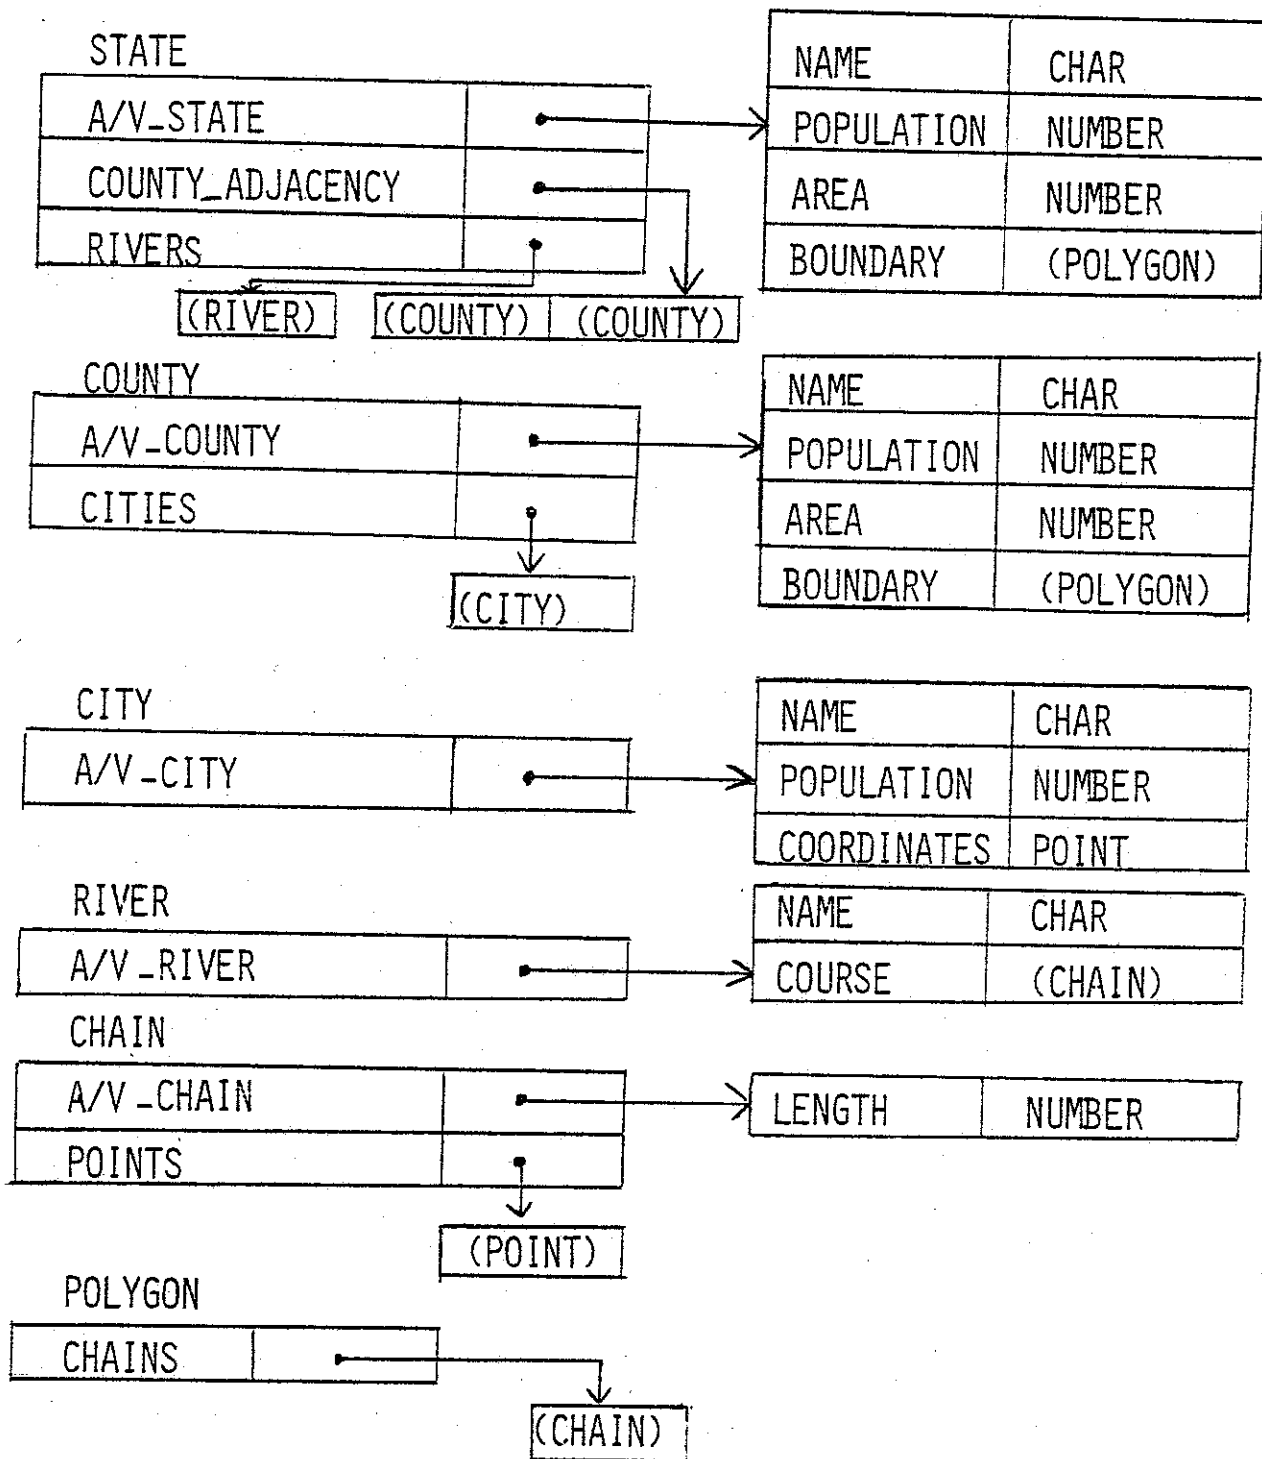 STATE
A/V_STATE
COUNTY_ADJACENCY
RIVERS
(RIVER) (COUNTY) (COUNTY)
NAME CHAR
POPULATION NUMBER
AREA NUMBER
BOUNDARY (POLYGON)
COUNTY
A/V_COUNTY
CITIES
(CITY)
NAME CHAR
POPULATION NUMBER
AREA NUMBER
BOUNDARY (POLYGON)
CITY
A/V_CITY
NAME CHAR
POPULATION NUMBER
COORDINATES POINT
RIVER
A/V_RIVER
NAME CHAR
COURSE (CHAIN)
CHAIN
A/V_CHAIN
POINTS
(POINT)
LENGTH NUMBER
POLYGON
CHAINS
(CHAIN)